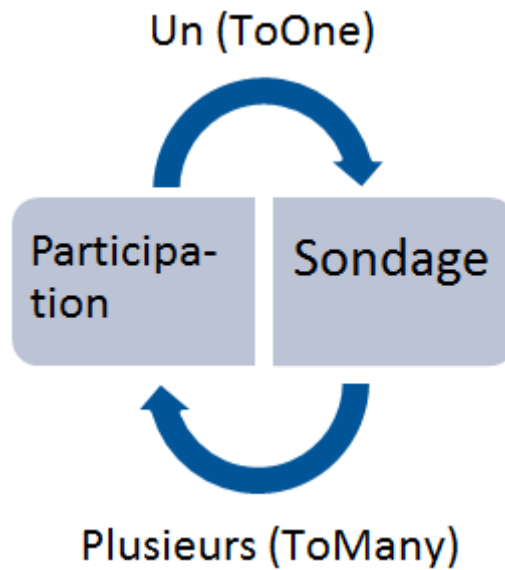 Un (ToOne)
Participa-
tion
Sondage
Plusieurs (ToMany)